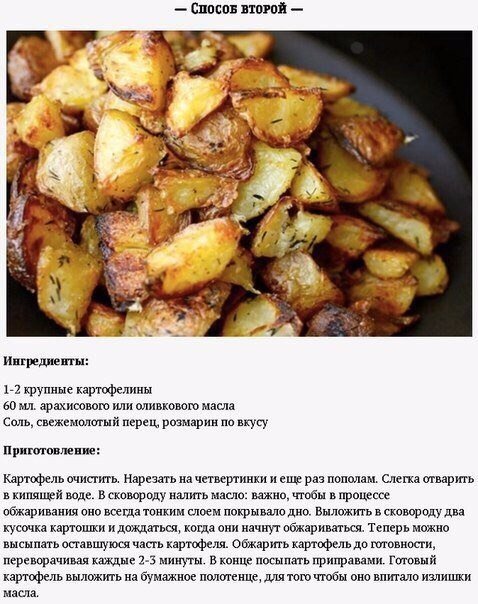 — Способ второй —
Ингредиенты:
1-2 крупные картофелины
60 мл. арахисового или оливкового масла
Соль, свежемолотый перец, розмарин по вкусу
Приготовление:
Картофель очистить. Нарезать на четвертинки и еще раз пополам. Слегка отварить
в кипящей воде. В сковороду налить масло: важно, чтобы в процессе
обжаривания оно всегда тонким слоем покрывало дно. Выложить в сковороду два
кусочка картошки и дождаться, когда они начнут обжариваться. Теперь можно
высыпать оставшуюся часть картофеля. Обжарить картофель до готовности,
переворачивая каждые 2-3 минуты. В конце посыпать приправами. Готовый
картофель выложить на бумажное полотенце, для того чтобы оно впитало излишки
масла.